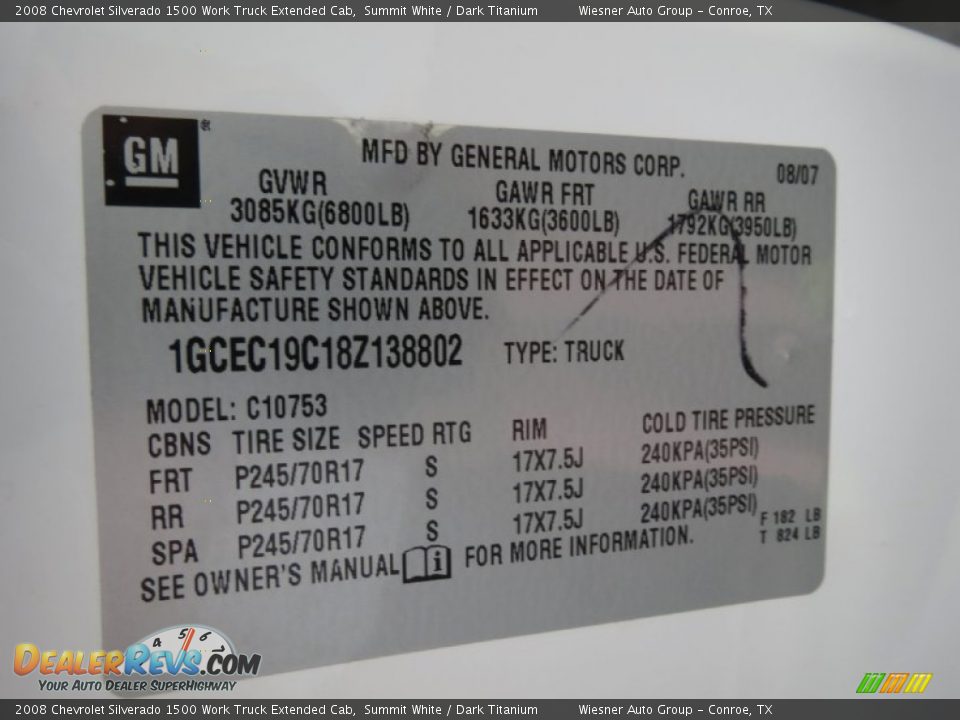 2008 Chevrolet Silverado 1500 Work Truck Extended Cab, Summit White / Dark Titanium Wiesner Auto Group - Conroe, TX
GM®
MFD BY GENERAL MOTORS CORP. 08/07
GVWR GAWR FRT GAWR RR
3085KG(6800LB) 1633KG(3600LB) 1792KG(3950LB)
THIS VEHICLE CONFORMS TO ALL APPLICABLE U.S. FEDERAL MOTOR
VEHICLE SAFETY STANDARDS IN EFFECT ON THE DATE OF
MANUFACTURE SHOWN ABOVE.
1GCEC19C18Z138802 TYPE: TRUCK
MODEL: C10753
CBNS TIRE SIZE SPEED RTG RIM COLD TIRE PRESSURE
FRT P245/70R17 S 17X7.5J 240KPA(35PSI)
RR P245/70R17 S 17X7.5J 240KPA(35PSI)
SPA P245/70R17 S 17X7.5J 240KPA(35PSI)
F 182 LB
T 824 LB
SEE OWNER'S MANUAL i FOR MORE INFORMATION.
4 5 6
DealerRevs.com
Your Auto Dealer SuperHighway
2008 Chevrolet Silverado 1500 Work Truck Extended Cab, Summit White / Dark Titanium Wiesner Auto Group - Conroe, TX